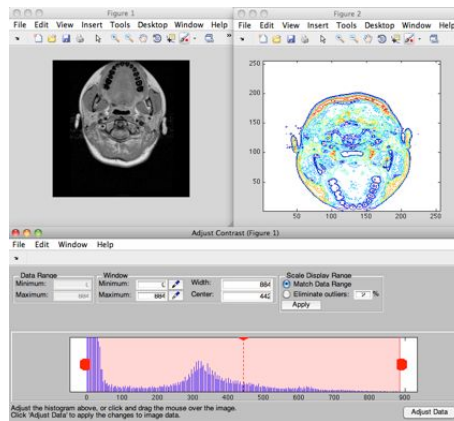 Figure 1
File Edit View Insert Tools Desktop Window Help
Figure 2
File Edit View Insert Tools Desktop Window Help
250
200
150
100
50
50 100 150 200 250
Adjust Contrast (Figure 1)
File Edit Window Help
Data Range
Minimum:
Maximum:
Window
Minimum:
Maximum: 884
Width: 884
Center: 442
Scale Display Range
Match Data Range
Eliminate outliers: 2 %
Apply
0 100 200 300 400 500 600 700 800 900
Adjust the histogram above, or click and drag the mouse over the image.
Click 'Adjust Data' to apply the changes to image data.
Adjust Data